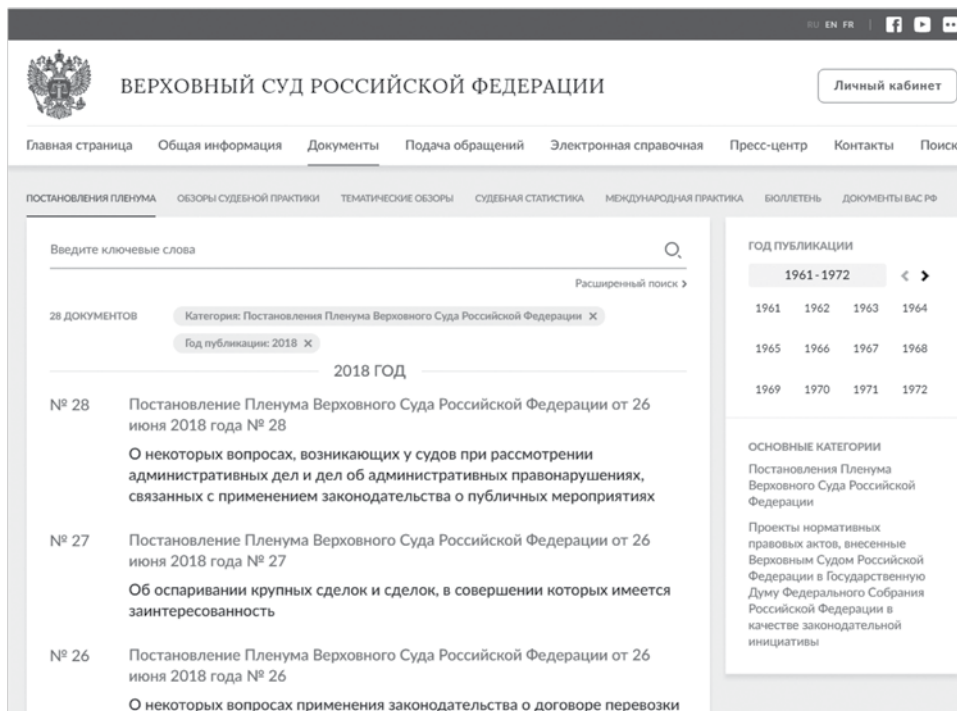 RU EN FR
ВЕРХОВНЫЙ СУД РОССИЙСКОЙ ФЕДЕРАЦИИ
Личный кабинет
Главная страница Общая информация Документы Подача обращений Электронная справочная Пресс-центр Контакты Поиск
ПОСТАНОВЛЕНИЯ ПЛЕНУМА ОБЗОРЫ СУДЕБНОЙ ПРАКТИКИ ТЕМАТИЧЕСКИЕ ОБЗОРЫ СУДЕБНАЯ СТАТИСТИКА МЕЖДУНАРОДНАЯ ПРАКТИКА БЮЛЛЕТЕНЬ ДОКУМЕНТЫ ВАС РФ
Введите ключевые слова
Расширенный поиск
28 ДОКУМЕНТОВ Категория: Постановления Пленума Верховного Суда Российской Федерации ×
Год публикации: 2018 ×
2018 ГОД
№ 28 Постановление Пленума Верховного Суда Российской Федерации от 26
июня 2018 года № 28
О некоторых вопросах, возникающих у судов при рассмотрении
административных дел и дел об административных правонарушениях,
связанных с применением законодательства о публичных мероприятиях
№ 27 Постановление Пленума Верховного Суда Российской Федерации от 26
июня 2018 года № 27
Об оспаривании крупных сделок и сделок, в совершении которых имеется
заинтересованность
№ 26 Постановление Пленума Верховного Суда Российской Федерации от 26
июня 2018 года № 26
О некоторых вопросах применения законодательства о договоре перевозки
ГОД ПУБЛИКАЦИИ
1961-1972
1961 1962 1963 1964
1965 1966 1967 1968
1969 1970 1971 1972
ОСНОВНЫЕ КАТЕГОРИИ
Постановления Пленума
Верховного Суда Российской
Федерации
Проекты нормативных
правовых актов, внесенные
Верховным Судом Российской
Федерации в Государственную
Думу Федерального Собрания
Российской Федерации в
качестве законодательной
инициативы